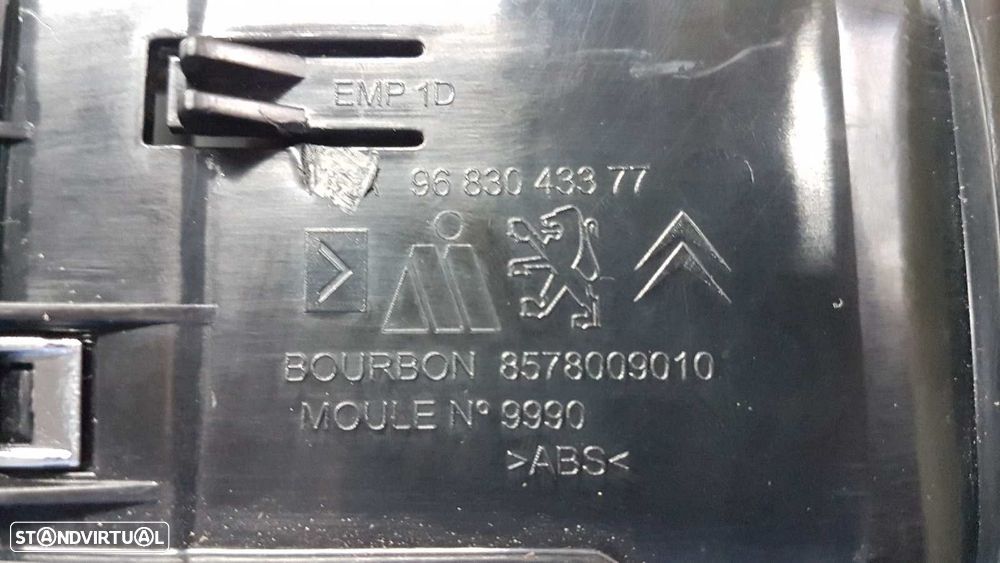 EMP 1D
96 830 433 77
BOURBON 8578009010
MOULE Nº 9990
>ABS<
STANDVIRTUAL